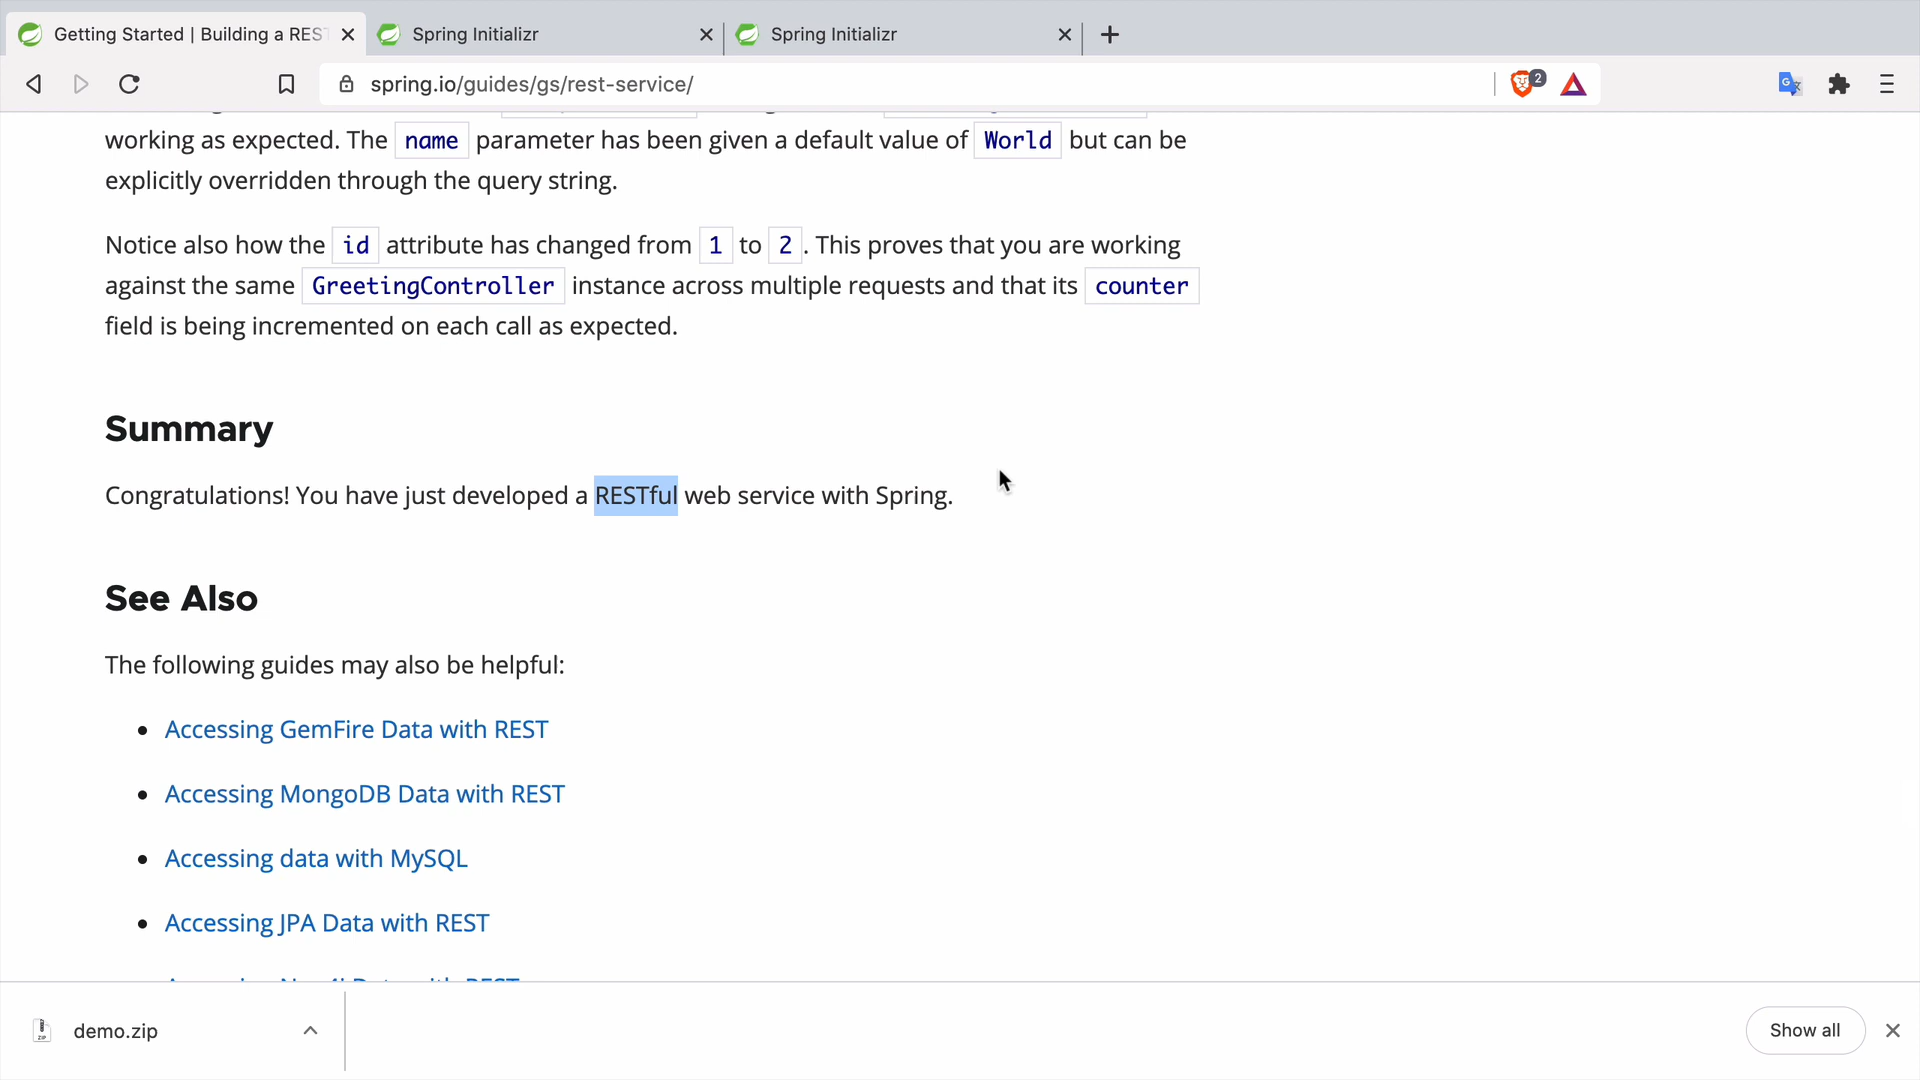 Getting Started | Building a REST
Spring Initializr
Spring Initializr
spring.io/guides/gs/rest-service/
2
working as expected. The name parameter has been given a default value of World but can be
explicitly overridden through the query string.
Notice also how the id attribute has changed from 1 to 2. This proves that you are working
against the same GreetingController instance across multiple requests and that its counter
field is being incremented on each call as expected.
Summary
Congratulations! You have just developed a RESTful web service with Spring.
See Also
The following guides may also be helpful:
Accessing GemFire Data with REST
Accessing MongoDB Data with REST
Accessing data with MySQL
Accessing JPA Data with REST
demo.zip
Show all